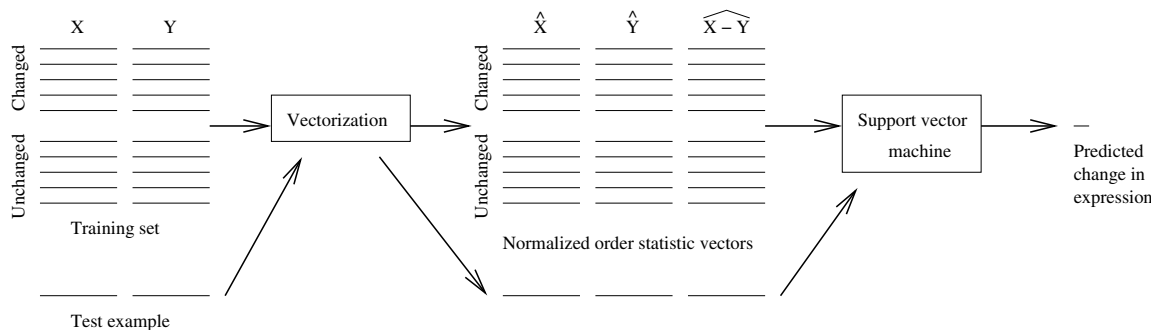 X Y
X̂ Ŷ X − Y
Changed
Changed
Vectorization
Support vector
machine
Unchanged
Unchanged
Predicted
change in
expression
Training set
Normalized order statistic vectors
Test example